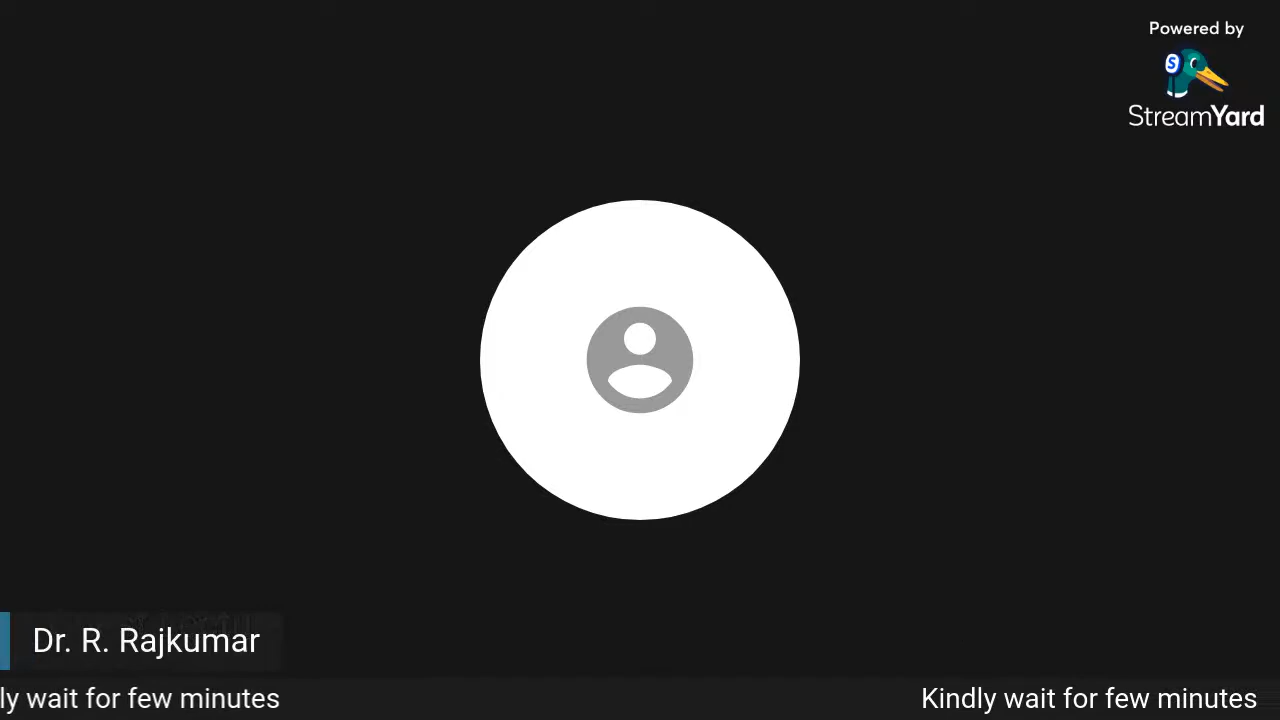 Powered by
S
StreamYard
Dr. R. Rajkumar
ly wait for few minutes
Kindly wait for few minutes